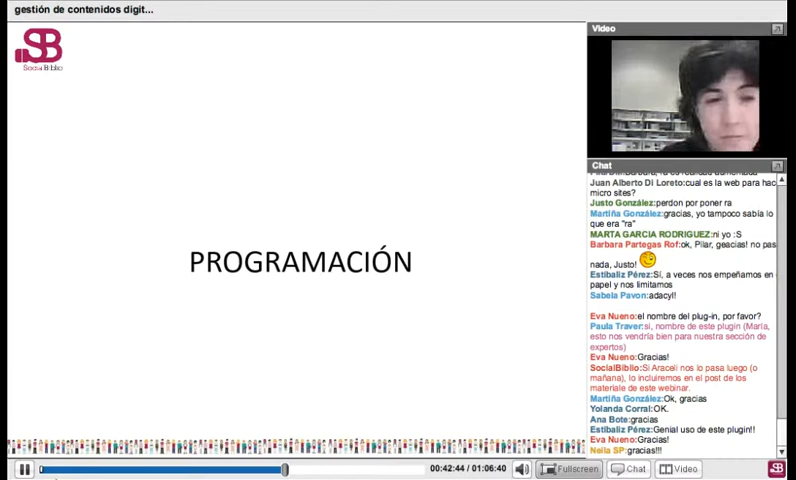 gestión de contenidos digit...
SB
Social Biblio
PROGRAMACIÓN
Video
Chat
Juan Alberto Di Loreto:cual es la web para hac
micro sites?
Justo González:perdon por poner ra
Martiña González:gracias, yo tampoco sabía lo
que era "ra"
MARTA GARCIA RODRIGUEZ:ni yo :S
Barbara Partegas Rof:ok, Pilar, geacias! no pas
nada, Justo!
Estíbaliz Pérez:Sí, a veces nos empeñamos en
papel y nos limitamos
Sabela Pavon:adacyl!
Eva Nueno:el nombre del plug-in, por favor?
Paula Traver:si, nombre de este plugin (María,
esto nos vendría bien para nuestra sección de
expertos)
Eva Nueno:Gracias!
SocialBiblio:Si Araceli nos lo pasa luego (o
mañana), lo incluiremos en el post de los
materiale de este webinar.
Martiña González:Ok, gracias
Yolanda Corral:OK.
Ana Bote:gracias
Estíbaliz Pérez:Genial uso de este plugin!!
Eva Nueno:Gracias!
Neila SP:gracias!!!
00:42:44 / 01:06:40
Fullscreen
Chat
Video
SB